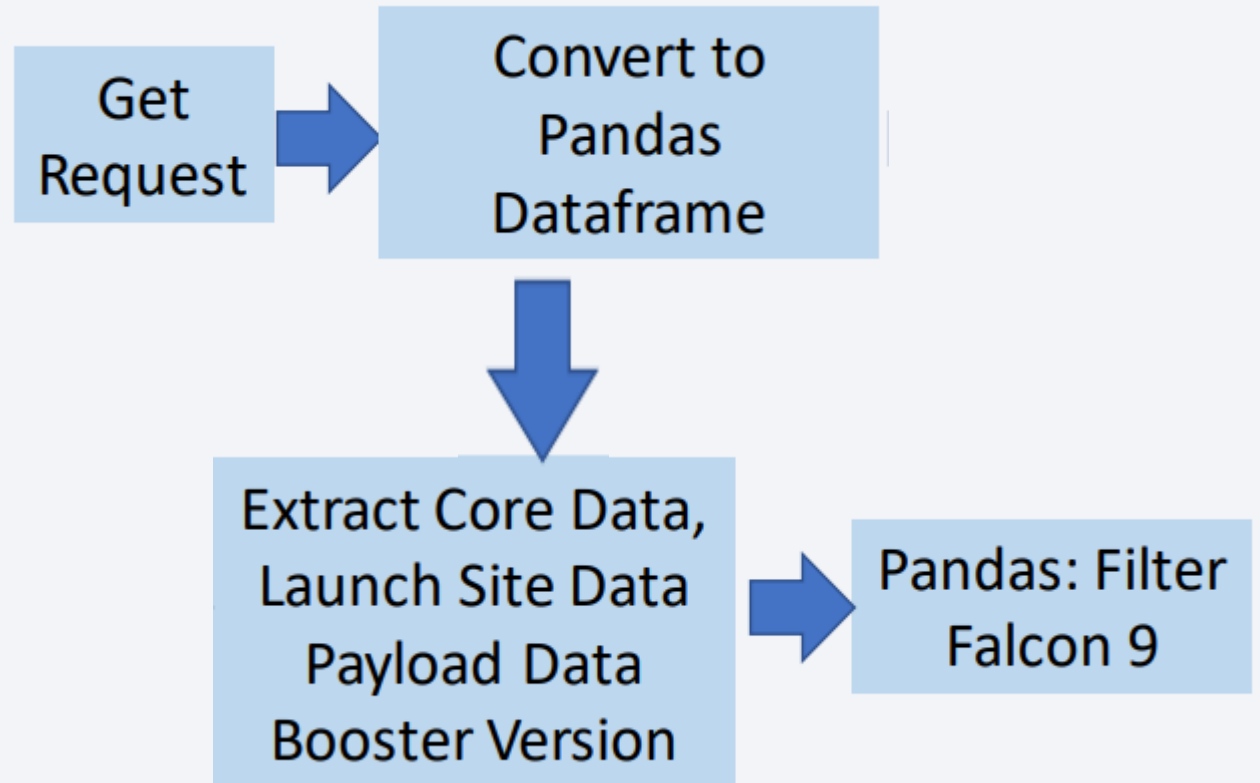 Get
Request
Convert to
Pandas
Dataframe
Extract Core Data,
Launch Site Data
Payload Data
Booster Version
Pandas: Filter
Falcon 9